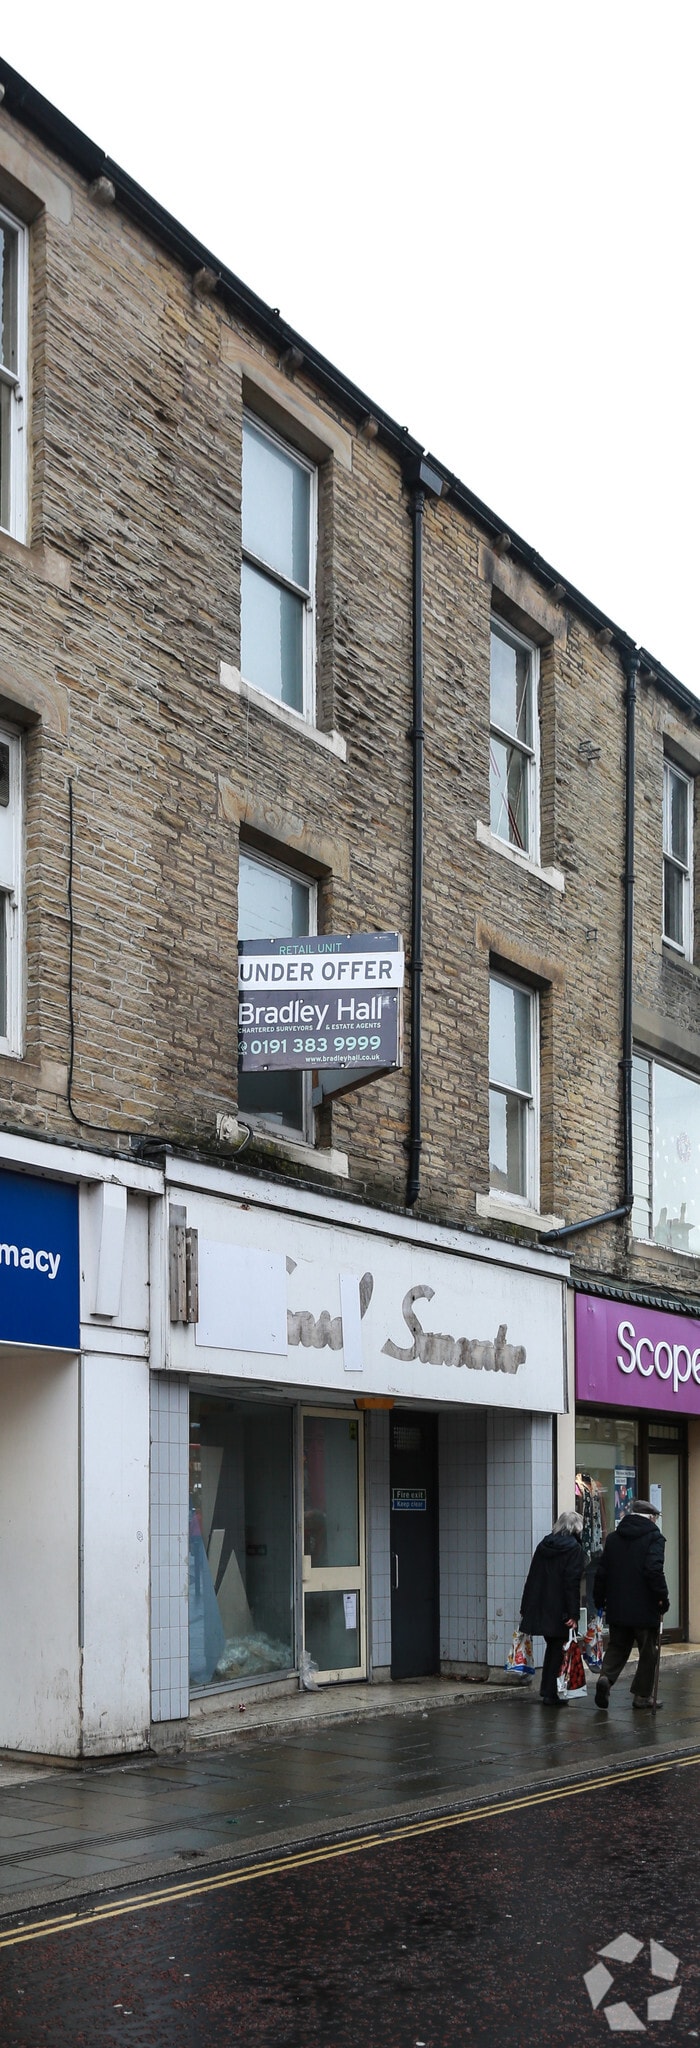 RETAIL UNIT
UNDER OFFER
Bradley Hall
CHARTERED SURVEYORS & ESTATE AGENTS
0191 383 9999
www.bradleyhall.co.uk
macy
Scope
Fire exit
Keep clear